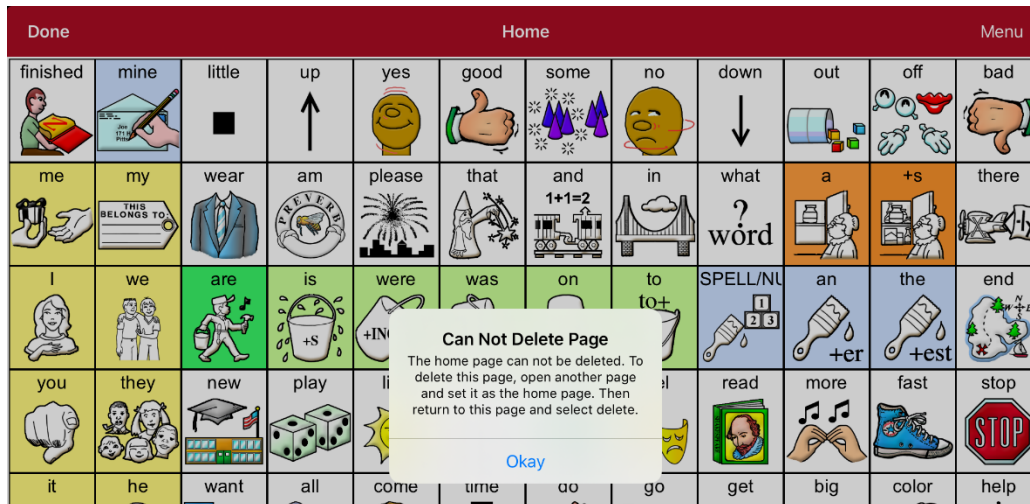 Done Home Menu
finished mine little up yes good some no down out off bad
me my wear am please that and in what a +s there
THIS BELONGS TO: PREVERB 1+1=2 ? word
I we are is were was on to SPELL/NU an the end
+S +ING to+ 1 2 3 +er +est N
Can Not Delete Page
The home page can not be deleted. To
delete this page, open another page
and set it as the home page. Then
return to this page and select delete.
Okay
you they new play read more fast stop
STOP
it he want all come time do go get big color help